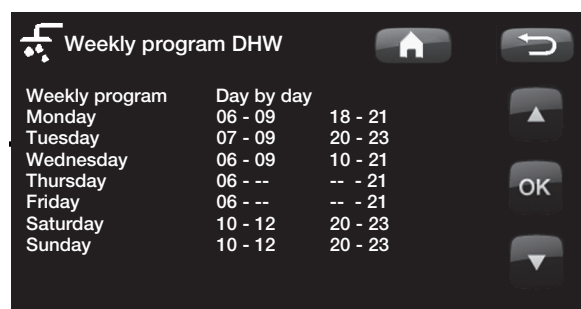 Weekly program DHW
Weekly program Day by day
Monday 06 - 09 18 - 21
Tuesday 07 - 09 20 - 23
Wednesday 06 - 09 10 - 21
Thursday 06 - -- -- - 21
Friday 06 - -- -- - 21
Saturday 10 - 12 20 - 23
Sunday 10 - 12 20 - 23
OK